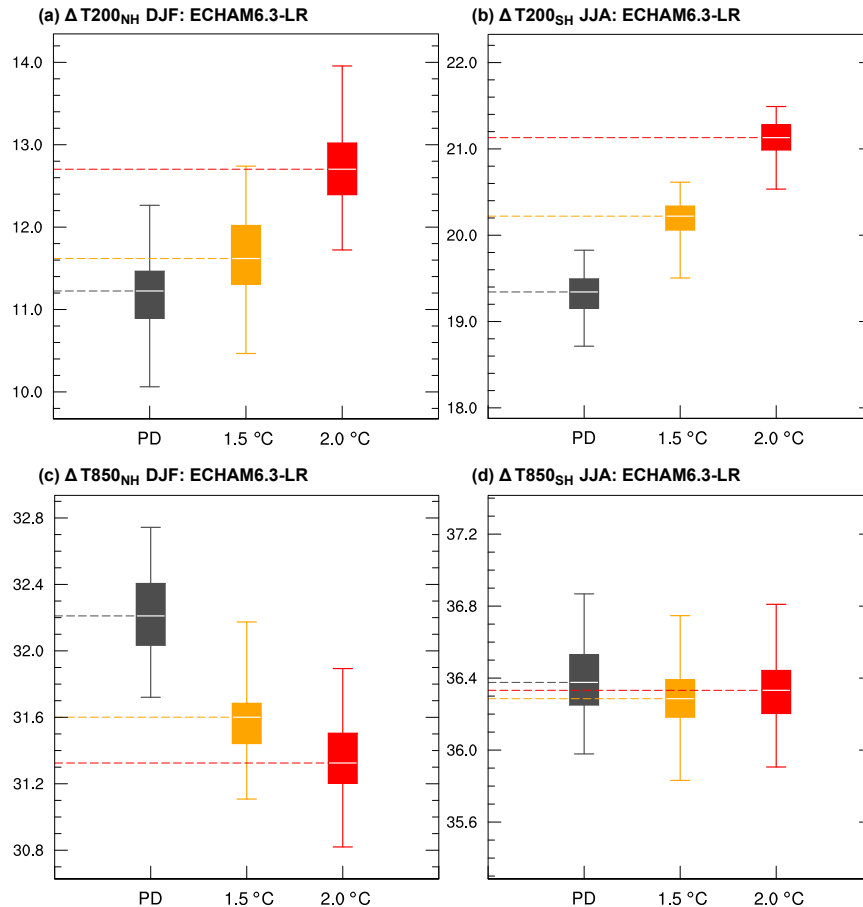 (a) Δ T200NH DJF: ECHAM6.3-LR
14.0
13.0
12.0
11.0
10.0
PD 1.5 °C 2.0 °C
(b) Δ T200SH JJA: ECHAM6.3-LR
22.0
21.0
20.0
19.0
18.0
PD 1.5 °C 2.0 °C
(c) Δ T850NH DJF: ECHAM6.3-LR
32.8
32.4
32.0
31.6
31.2
30.8
PD 1.5 °C 2.0 °C
(d) Δ T850SH JJA: ECHAM6.3-LR
37.2
36.8
36.4
36.0
35.6
PD 1.5 °C 2.0 °C